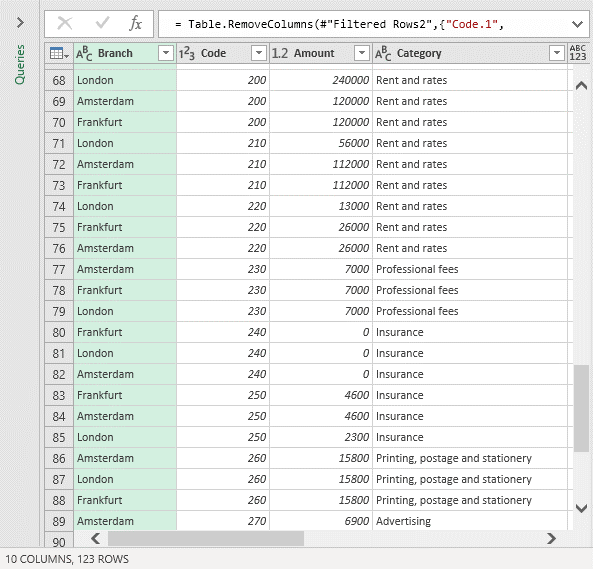 = Table.RemoveColumns(#"Filtered Rows2",{"Code.1",
fx
Queries
ABC Branch 123 Code 1.2 Amount ABC Category ABC 123
68 London 200 240000 Rent and rates
69 Amsterdam 200 120000 Rent and rates
70 Frankfurt 200 120000 Rent and rates
71 London 210 56000 Rent and rates
72 Amsterdam 210 112000 Rent and rates
73 Frankfurt 210 112000 Rent and rates
74 London 220 13000 Rent and rates
75 Frankfurt 220 26000 Rent and rates
76 Amsterdam 220 26000 Rent and rates
77 Amsterdam 230 7000 Professional fees
78 Frankfurt 230 7000 Professional fees
79 London 230 7000 Professional fees
80 Frankfurt 240 0 Insurance
81 London 240 0 Insurance
82 Amsterdam 240 0 Insurance
83 Frankfurt 250 4600 Insurance
84 Amsterdam 250 4600 Insurance
85 London 250 2300 Insurance
86 Amsterdam 260 15800 Printing, postage and stationery
87 London 260 15800 Printing, postage and stationery
88 Frankfurt 260 15800 Printing, postage and stationery
89 Amsterdam 270 6900 Advertising
90
10 COLUMNS, 123 ROWS